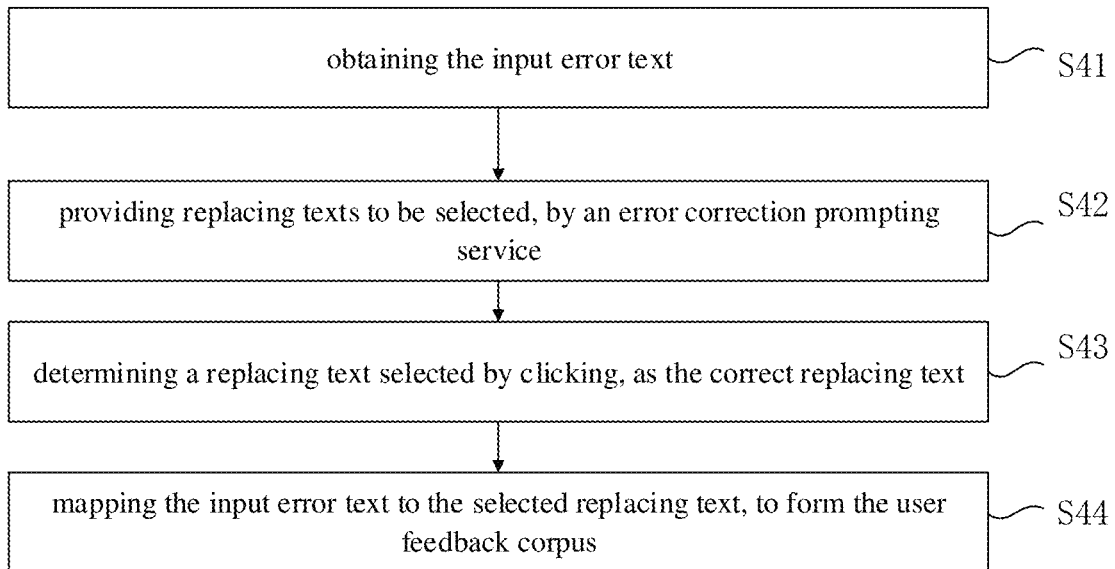 obtaining the input error text
S41
providing replacing texts to be selected, by an error correction prompting
service
S42
determining a replacing text selected by clicking, as the correct replacing text
S43
mapping the input error text to the selected replacing text, to form the user
feedback corpus
S44